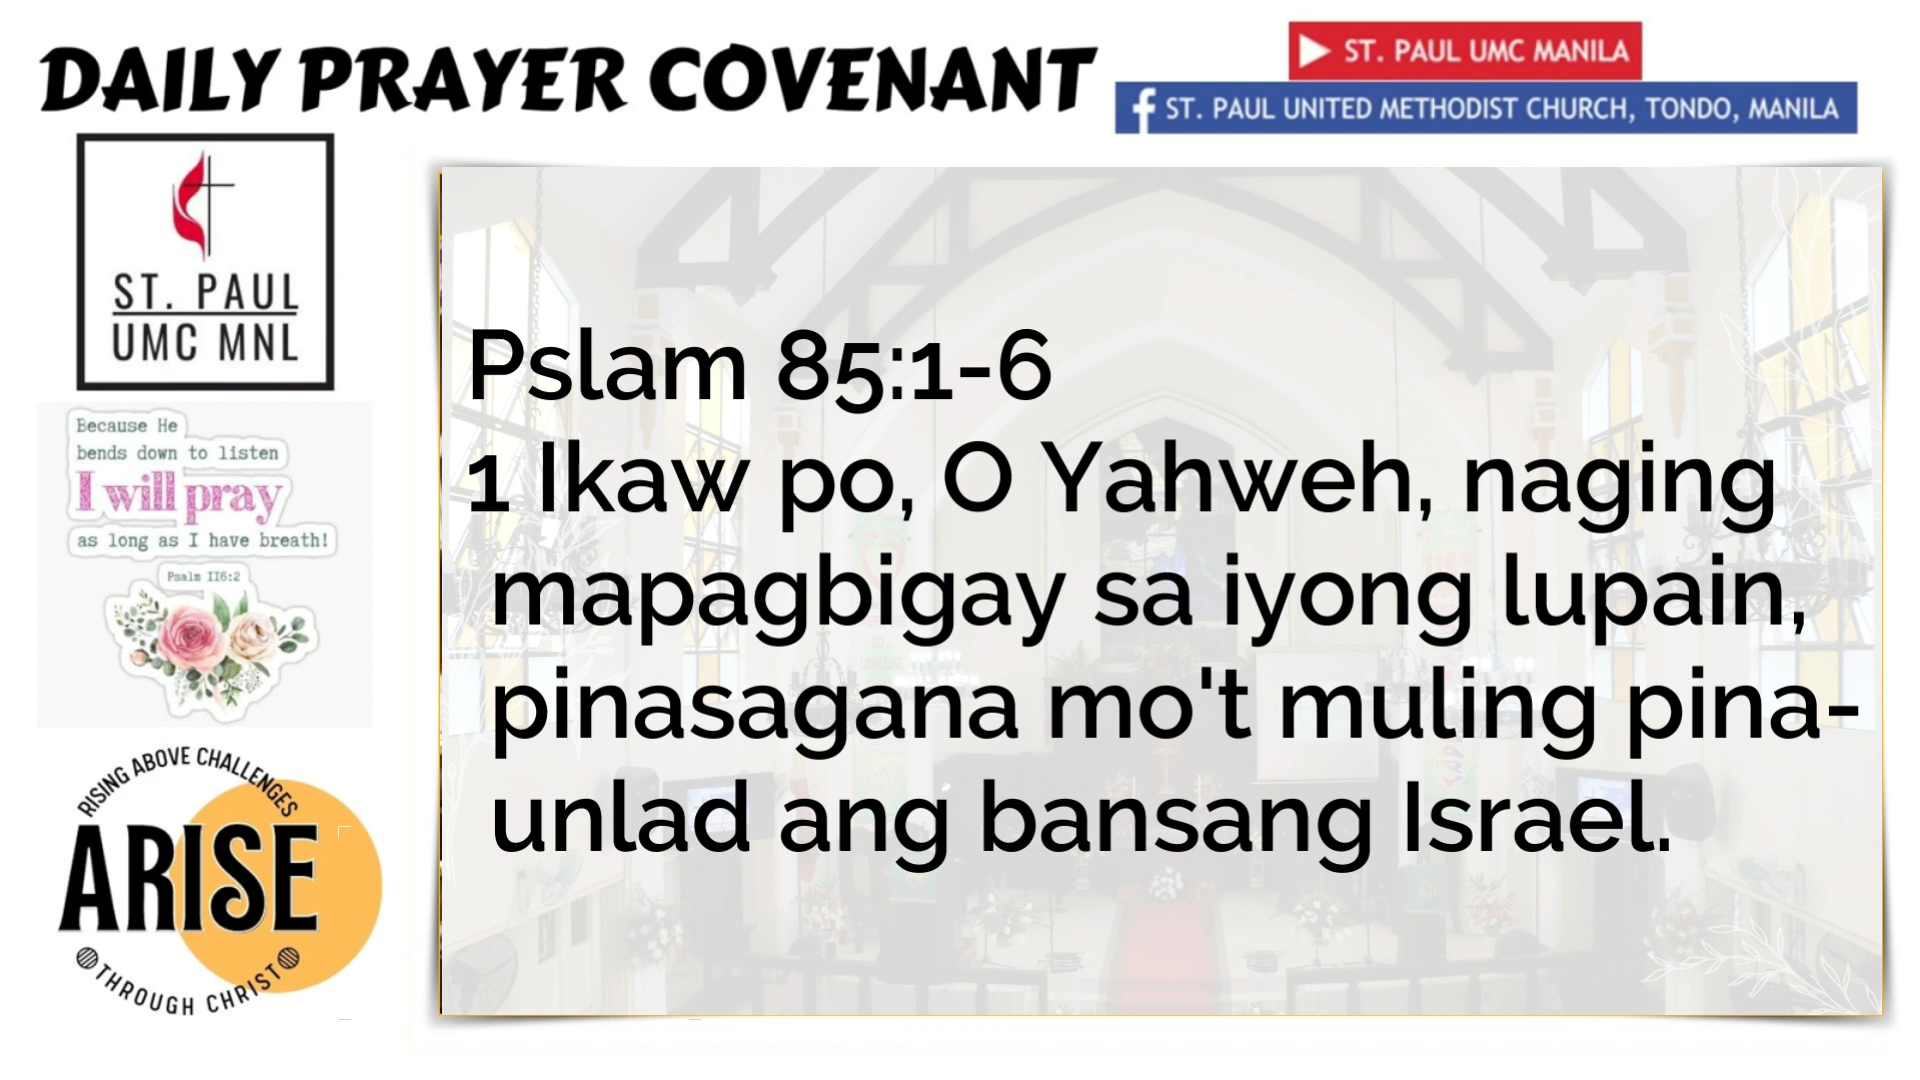 DAILY PRAYER COVENANT
ST. PAUL UMC MANILA
ST. PAUL UNITED METHODIST CHURCH, TONDO, MANILA
ST. PAUL
UMC MNL
Because He
bends down to listen
I will pray
as long as I have breath!
Psalm 116:2
RISING ABOVE CHALLENGES
ARISE
THROUGH CHRIST
Pslam 85:1-6
1 Ikaw po, O Yahweh, naging
mapagbigay sa iyong lupain,
pinasagana mo't muling pina-
unlad ang bansang Israel.